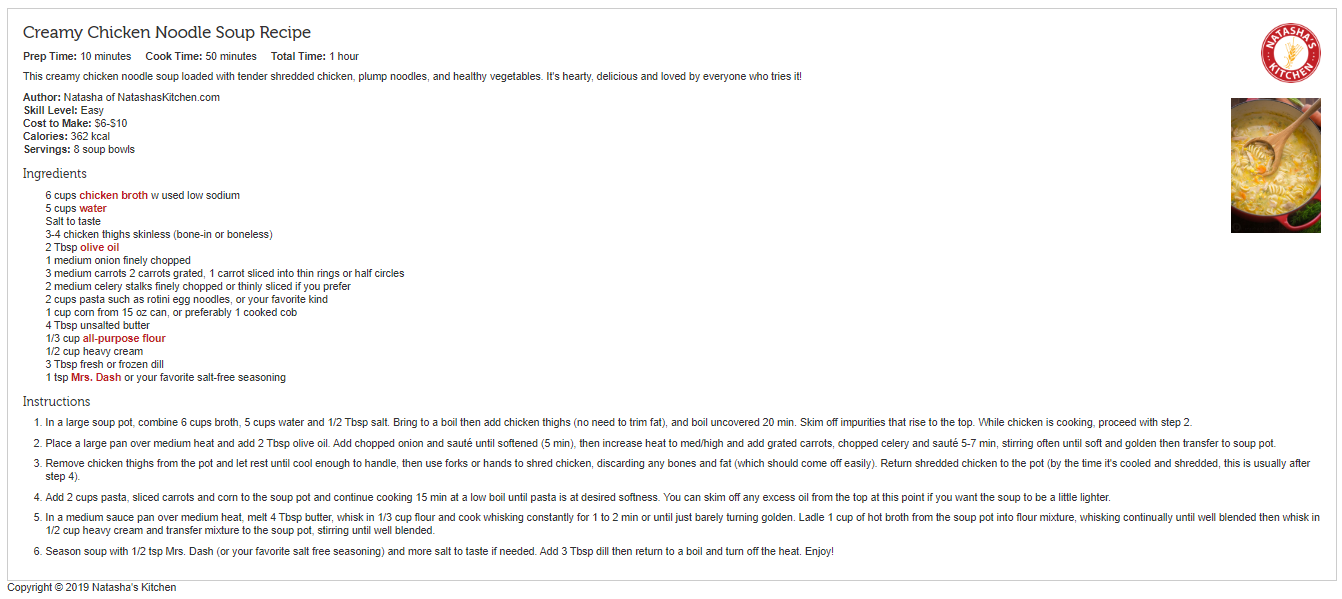 Creamy Chicken Noodle Soup Recipe
NATASHA'S KITCHEN
Prep Time: 10 minutes Cook Time: 50 minutes Total Time: 1 hour
This creamy chicken noodle soup loaded with tender shredded chicken, plump noodles, and healthy vegetables. It's hearty, delicious and loved by everyone who tries it!
Author: Natasha of NatashasKitchen.com
Skill Level: Easy
Cost to Make: $6-$10
Calories: 362 kcal
Servings: 8 soup bowls
Ingredients
6 cups chicken broth w used low sodium
5 cups water
Salt to taste
3-4 chicken thighs skinless (bone-in or boneless)
2 Tbsp olive oil
1 medium onion finely chopped
3 medium carrots 2 carrots grated, 1 carrot sliced into thin rings or half circles
2 medium celery stalks finely chopped or thinly sliced if you prefer
2 cups pasta such as rotini egg noodles, or your favorite kind
1 cup corn from 15 oz can, or preferably 1 cooked cob
4 Tbsp unsalted butter
1/3 cup all-purpose flour
1/2 cup heavy cream
3 Tbsp fresh or frozen dill
1 tsp Mrs. Dash or your favorite salt-free seasoning
Instructions
1. In a large soup pot, combine 6 cups broth, 5 cups water and 1/2 Tbsp salt. Bring to a boil then add chicken thighs (no need to trim fat), and boil uncovered 20 min. Skim off impurities that rise to the top. While chicken is cooking, proceed with step 2.
2. Place a large pan over medium heat and add 2 Tbsp olive oil. Add chopped onion and sauté until softened (5 min), then increase heat to med/high and add grated carrots, chopped celery and sauté 5-7 min, stirring often until soft and golden then transfer to soup pot.
3. Remove chicken thighs from the pot and let rest until cool enough to handle, then use forks or hands to shred chicken, discarding any bones and fat (which should come off easily). Return shredded chicken to the pot (by the time it's cooled and shredded, this is usually after
step 4).
4. Add 2 cups pasta, sliced carrots and corn to the soup pot and continue cooking 15 min at a low boil until pasta is at desired softness. You can skim off any excess oil from the top at this point if you want the soup to be a little lighter.
5. In a medium sauce pan over medium heat, melt 4 Tbsp butter, whisk in 1/3 cup flour and cook whisking constantly for 1 to 2 min or until just barely turning golden. Ladle 1 cup of hot broth from the soup pot into flour mixture, whisking continually until well blended then whisk in
1/2 cup heavy cream and transfer mixture to the soup pot, stirring until well blended.
6. Season soup with 1/2 tsp Mrs. Dash (or your favorite salt free seasoning) and more salt to taste if needed. Add 3 Tbsp dill then return to a boil and turn off the heat. Enjoy!
Copyright © 2019 Natasha's Kitchen